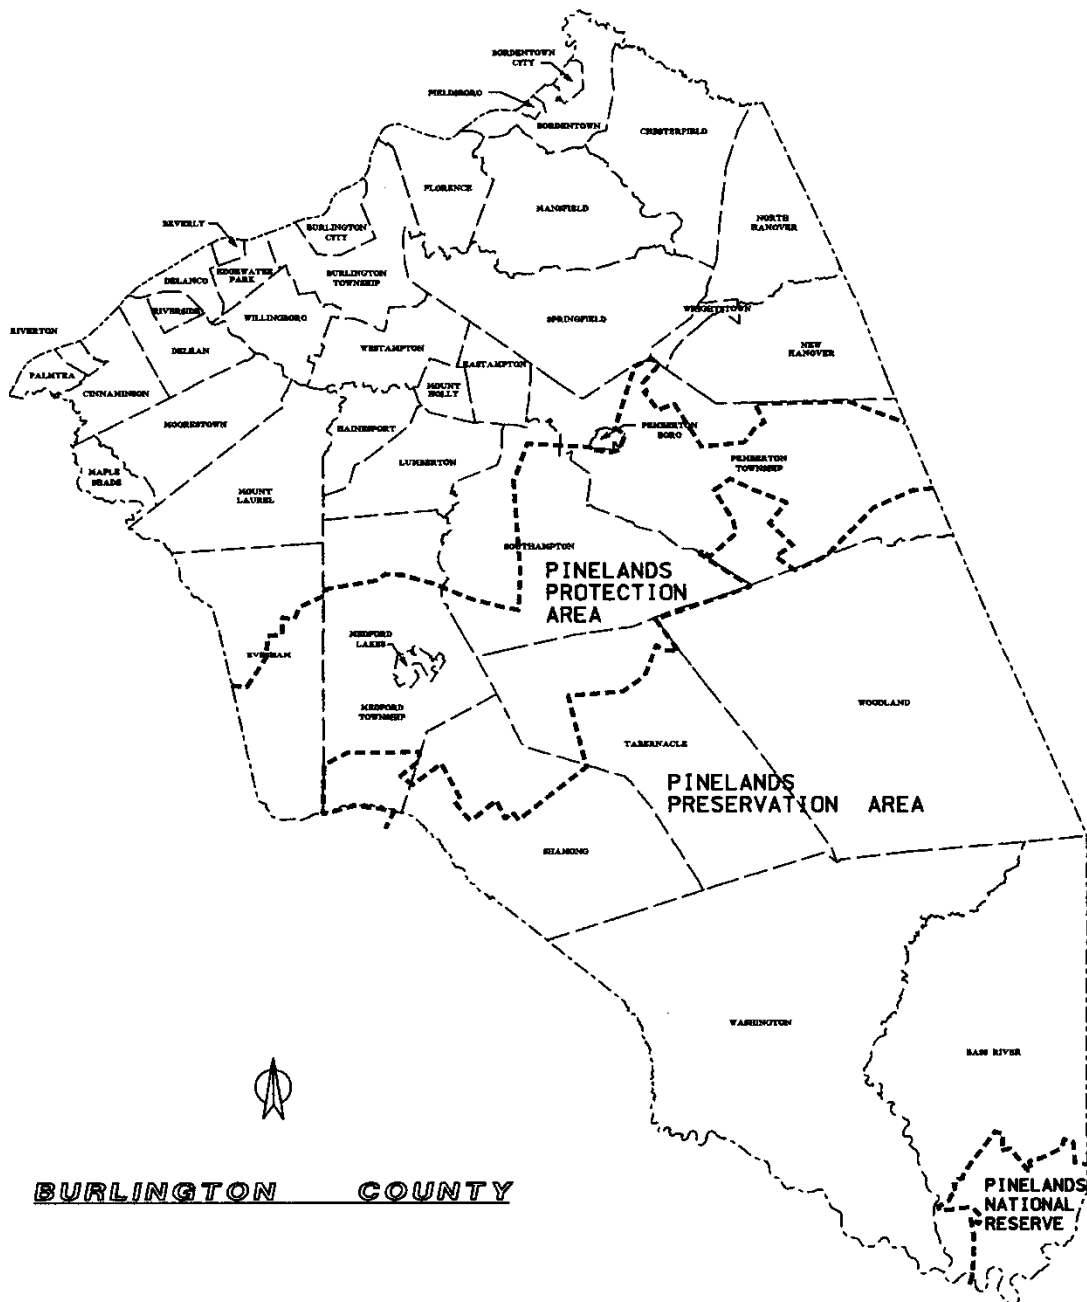 BORDENTOWN
CITY
FIELDSBORO
BORDENTOWN
CHESTERFIELD
FLORENCE
MANSFIELD
NORTH
HANOVER
BEVERLY
BURLINGTON
CITY
EDGEWATER
PARK
DELANCO
BURLINGTON
TOWNSHIP
RIVERSIDE
WILLINGBORO
SPRINGFIELD
WRIGHTSTOWN
RIVERTON
DELRAN
WESTAMPTON
NEW
HANOVER
EASTAMPTON
PALMYRA
CINNAMINSON
MOUNT
HOLLY
MOORESTOWN
HAINESPORT
PEMBERTON
BORO
LUMBERTON
PEMBERTON
TOWNSHIP
MAPLE
SHADE
MOUNT
LAUREL
SOUTHAMPTON
PINELANDS
PROTECTION
AREA
MEDFORD
LAKES
EVESHAM
MEDFORD
TOWNSHIP
WOODLAND
TABERNACLE
PINELANDS
PRESERVATION AREA
SHAMONG
WASHINGTON
BASS RIVER
PINELANDS
NATIONAL
RESERVE
BURLINGTON COUNTY